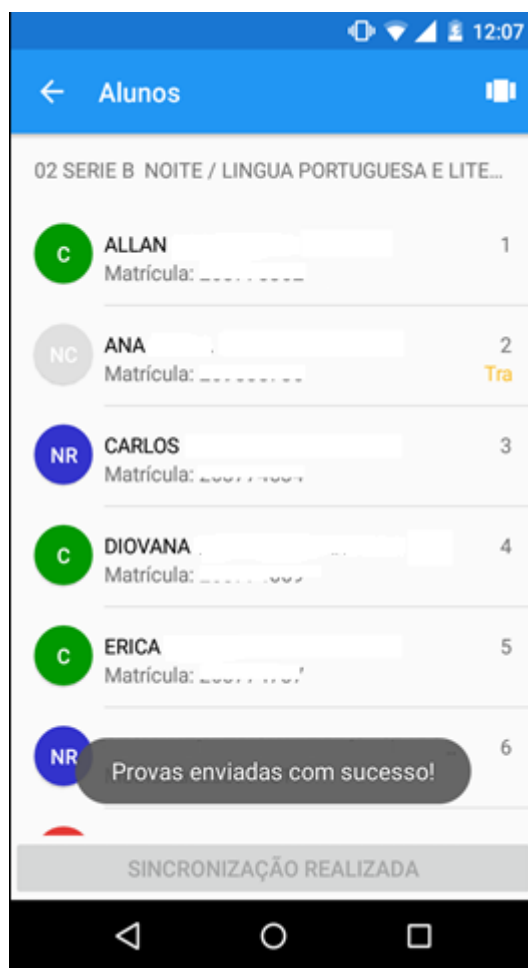 12:07
Alunos
02 SERIE B NOITE / LINGUA PORTUGUESA E LITE...
C
ALLAN
1
Matrícula:
NC
ANA
2
Matrícula:
Tra
NR
CARLOS
3
Matrícula:
C
DIOVANA
4
Matrícula:
C
ERICA
5
Matrícula:
NR
6
Provas enviadas com sucesso!
SINCRONIZAÇÃO REALIZADA